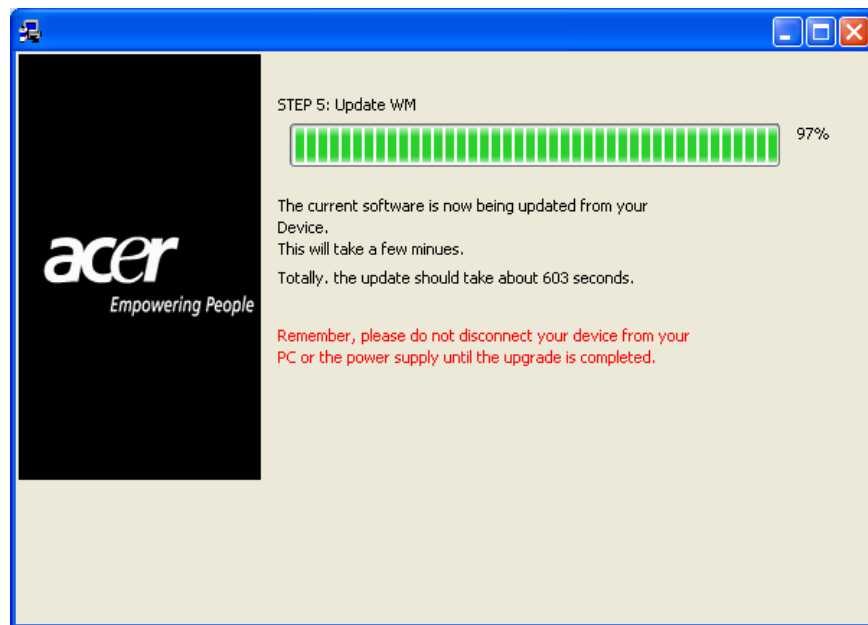 STEP 5: Update WM
97%
The current software is now being updated from your
Device.
This will take a few minues.
Totally. the update should take about 603 seconds.
acer
Empowering People
Remember, please do not disconnect your device from your
PC or the power supply until the upgrade is completed.